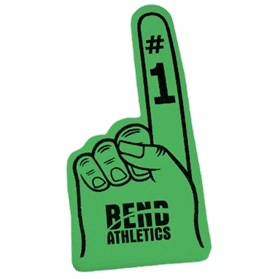 #
1
BEND
ATHLETICS